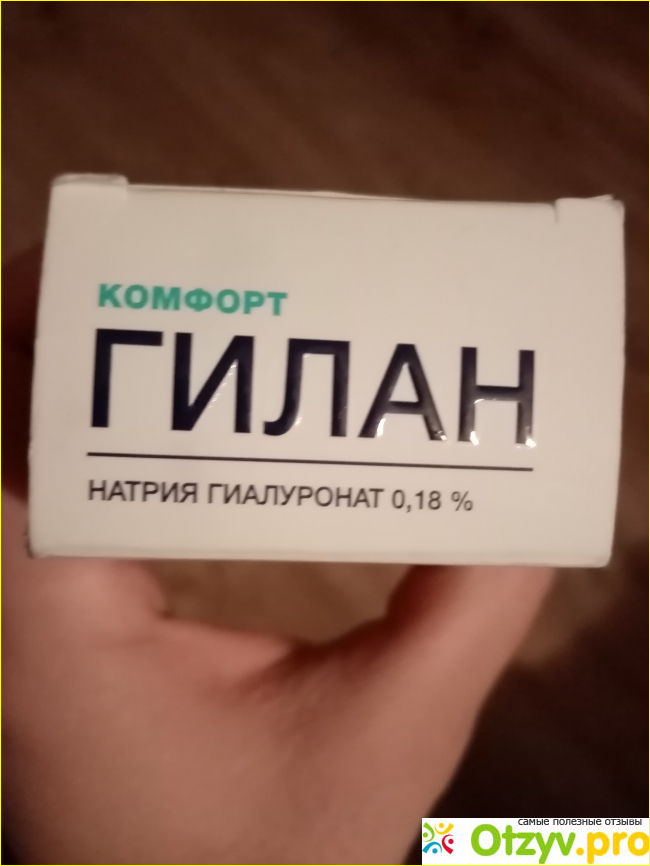 КОМФОРТ
ГИЛАН
НАТРИЯ ГИАЛУРОНАТ 0,18 %
самые полезные отзывы
Otzyv.pro